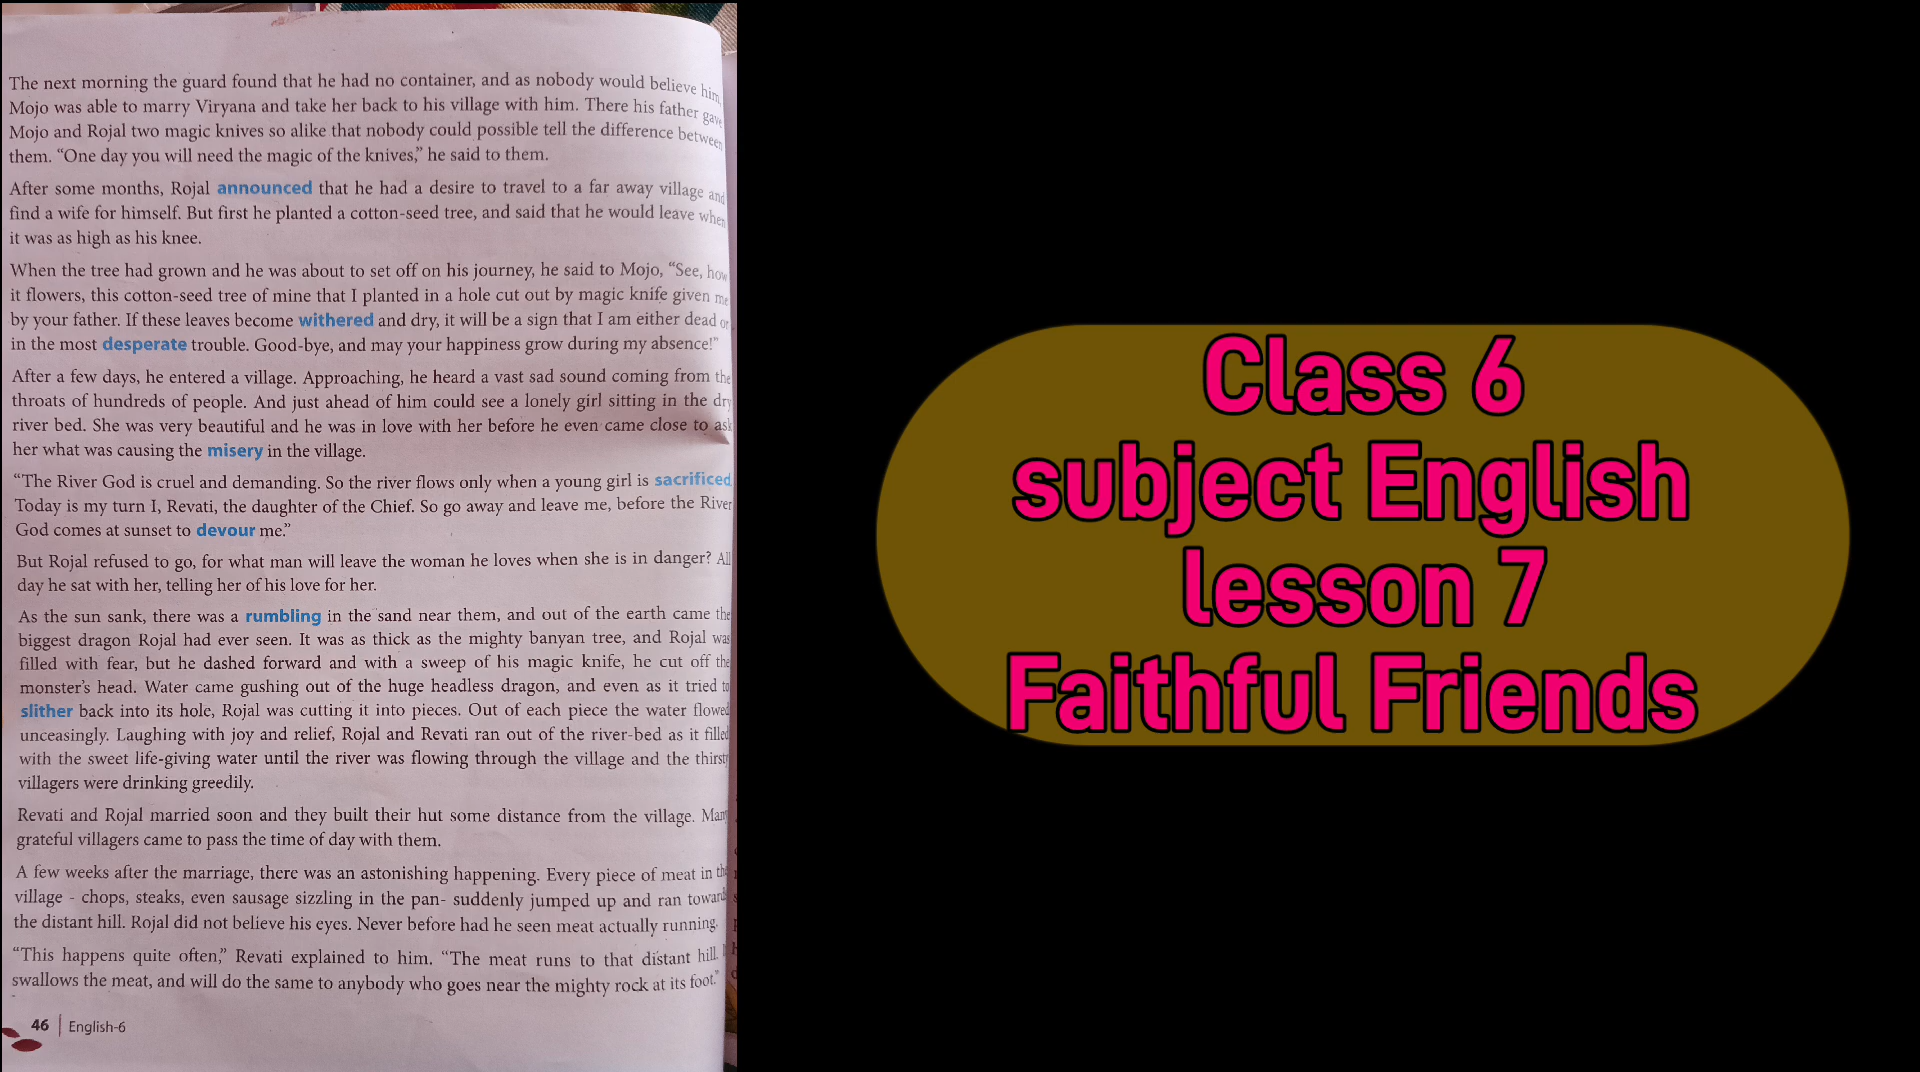 The next morning the guard found that he had no container, and as nobody would believe him,
Mojo was able to marry Viryana and take her back to his village with him. There his father gave
Mojo and Rojal two magic knives so alike that nobody could possible tell the difference between
them. “One day you will need the magic of the knives,” he said to them.
After some months, Rojal announced that he had a desire to travel to a far away village and
find a wife for himself. But first he planted a cotton-seed tree, and said that he would leave when
it was as high as his knee.
When the tree had grown and he was about to set off on his journey, he said to Mojo, “See, how
it flowers, this cotton-seed tree of mine that I planted in a hole cut out by magic knife given me
by your father. If these leaves become withered and dry, it will be a sign that I am either dead or
in the most desperate trouble. Good-bye, and may your happiness grow during my absence!”
After a few days, he entered a village. Approaching, he heard a vast sad sound coming from the
throats of hundreds of people. And just ahead of him could see a lonely girl sitting in the dry
river bed. She was very beautiful and he was in love with her before he even came close to ask
her what was causing the misery in the village.
“The River God is cruel and demanding. So the river flows only when a young girl is sacrificed.
Today is my turn I, Revati, the daughter of the Chief. So go away and leave me, before the River
God comes at sunset to devour me.”
But Rojal refused to go, for what man will leave the woman he loves when she is in danger? All
day he sat with her, telling her of his love for her.
As the sun sank, there was a rumbling in the sand near them, and out of the earth came the
biggest dragon Rojal had ever seen. It was as thick as the mighty banyan tree, and Rojal was
filled with fear, but he dashed forward and with a sweep of his magic knife, he cut off the
monster’s head. Water came gushing out of the huge headless dragon, and even as it tried to
slither back into its hole, Rojal was cutting it into pieces. Out of each piece the water flowed
unceasingly. Laughing with joy and relief, Rojal and Revati ran out of the river-bed as it filled
with the sweet life-giving water until the river was flowing through the village and the thirsty
villagers were drinking greedily.
Revati and Rojal married soon and they built their hut some distance from the village. Many
grateful villagers came to pass the time of day with them.
A few weeks after the marriage, there was an astonishing happening. Every piece of meat in the
village - chops, steaks, even sausage sizzling in the pan- suddenly jumped up and ran towards
the distant hill. Rojal did not believe his eyes. Never before had he seen meat actually running.
“This happens quite often,” Revati explained to him. “The meat runs to that distant hill.
swallows the meat, and will do the same to anybody who goes near the mighty rock at its foot.”
46 | English-6
Class 6
subject English
lesson 7
Faithful Friends